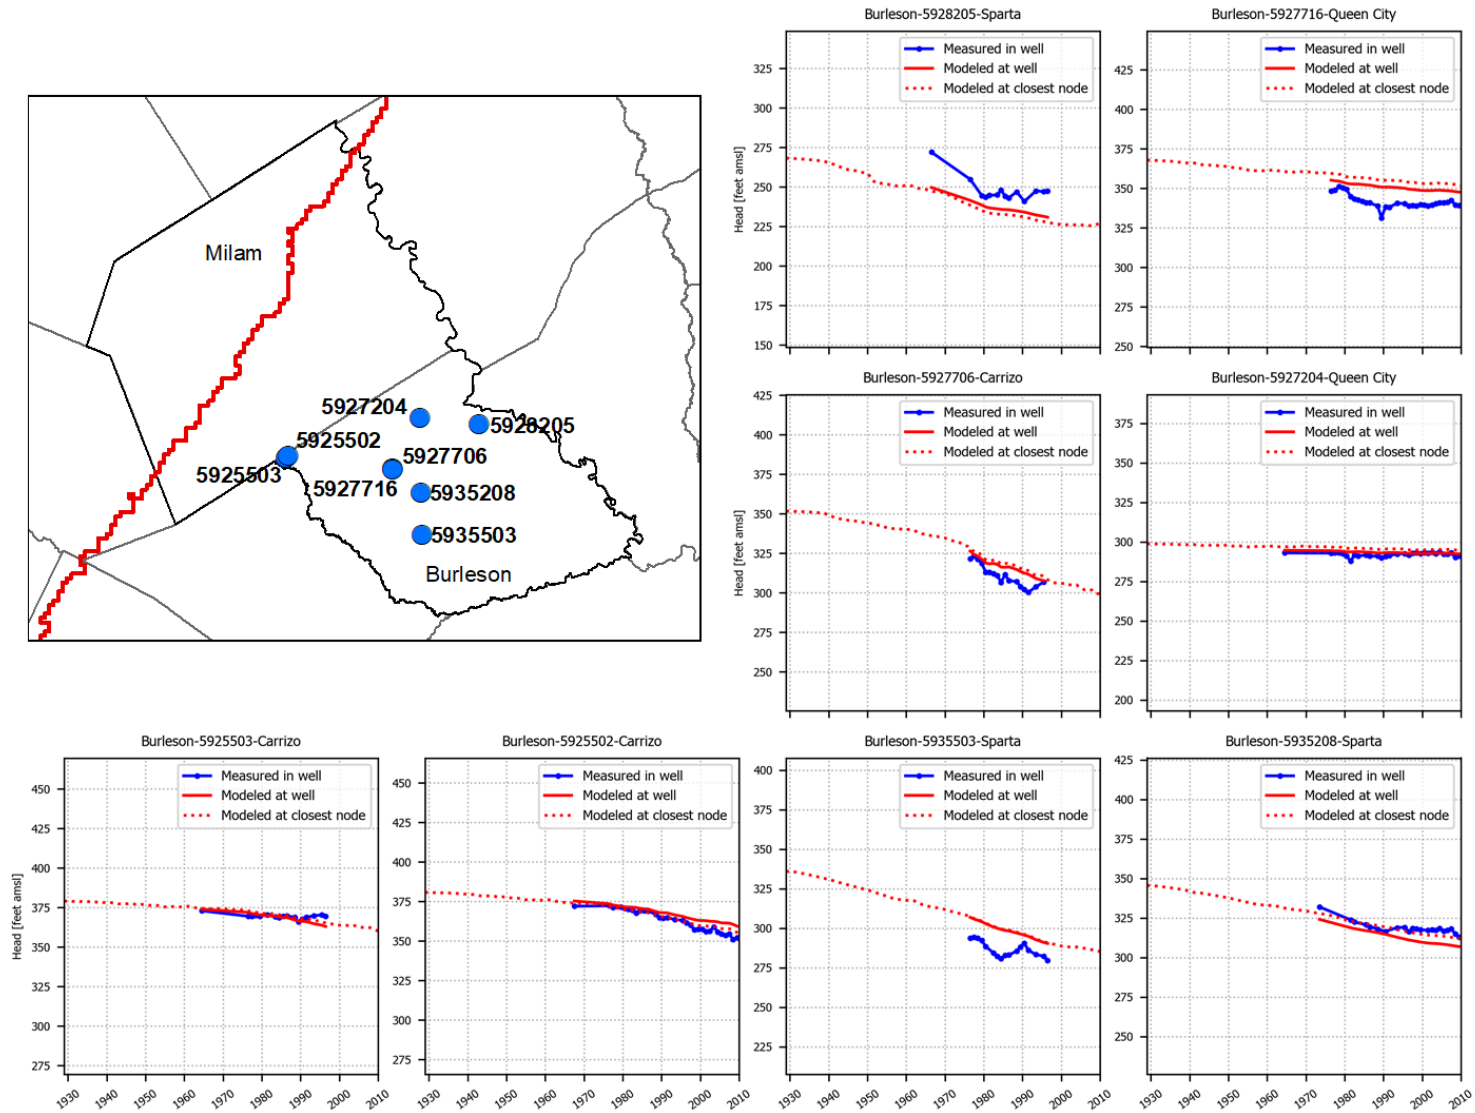 Burleson-5928205-Sparta
Burleson-5927716-Queen City
Measured in well
Modeled at well
Modeled at closest node
Head [feet amsl]
325
300
275
250
225
200
175
150
Measured in well
Modeled at well
Modeled at closest node
425
400
375
350
325
300
275
250
Milam
5927204
5928205
5925502
5927706
5925503
5927716
5935208
5935503
Burleson
Burleson-5927706-Carrizo
Burleson-5927204-Queen City
Measured in well
Modeled at well
Modeled at closest node
425
400
375
350
325
300
275
250
Measured in well
Modeled at well
Modeled at closest node
375
350
325
300
275
250
225
200
Burleson-5925503-Carrizo
Burleson-5925502-Carrizo
Burleson-5935503-Sparta
Burleson-5935208-Sparta
Measured in well
Modeled at well
Modeled at closest node
Head [feet amsl]
450
425
400
375
350
325
300
275
1930 1940 1950 1960 1970 1980 1990 2000 2010
Measured in well
Modeled at well
Modeled at closest node
450
425
400
375
350
325
300
275
1930 1940 1950 1960 1970 1980 1990 2000 2010
Measured in well
Modeled at well
Modeled at closest node
400
375
350
325
300
275
250
225
1930 1940 1950 1960 1970 1980 1990 2000 2010
Measured in well
Modeled at well
Modeled at closest node
425
400
375
350
325
300
275
250
1930 1940 1950 1960 1970 1980 1990 2000 2010